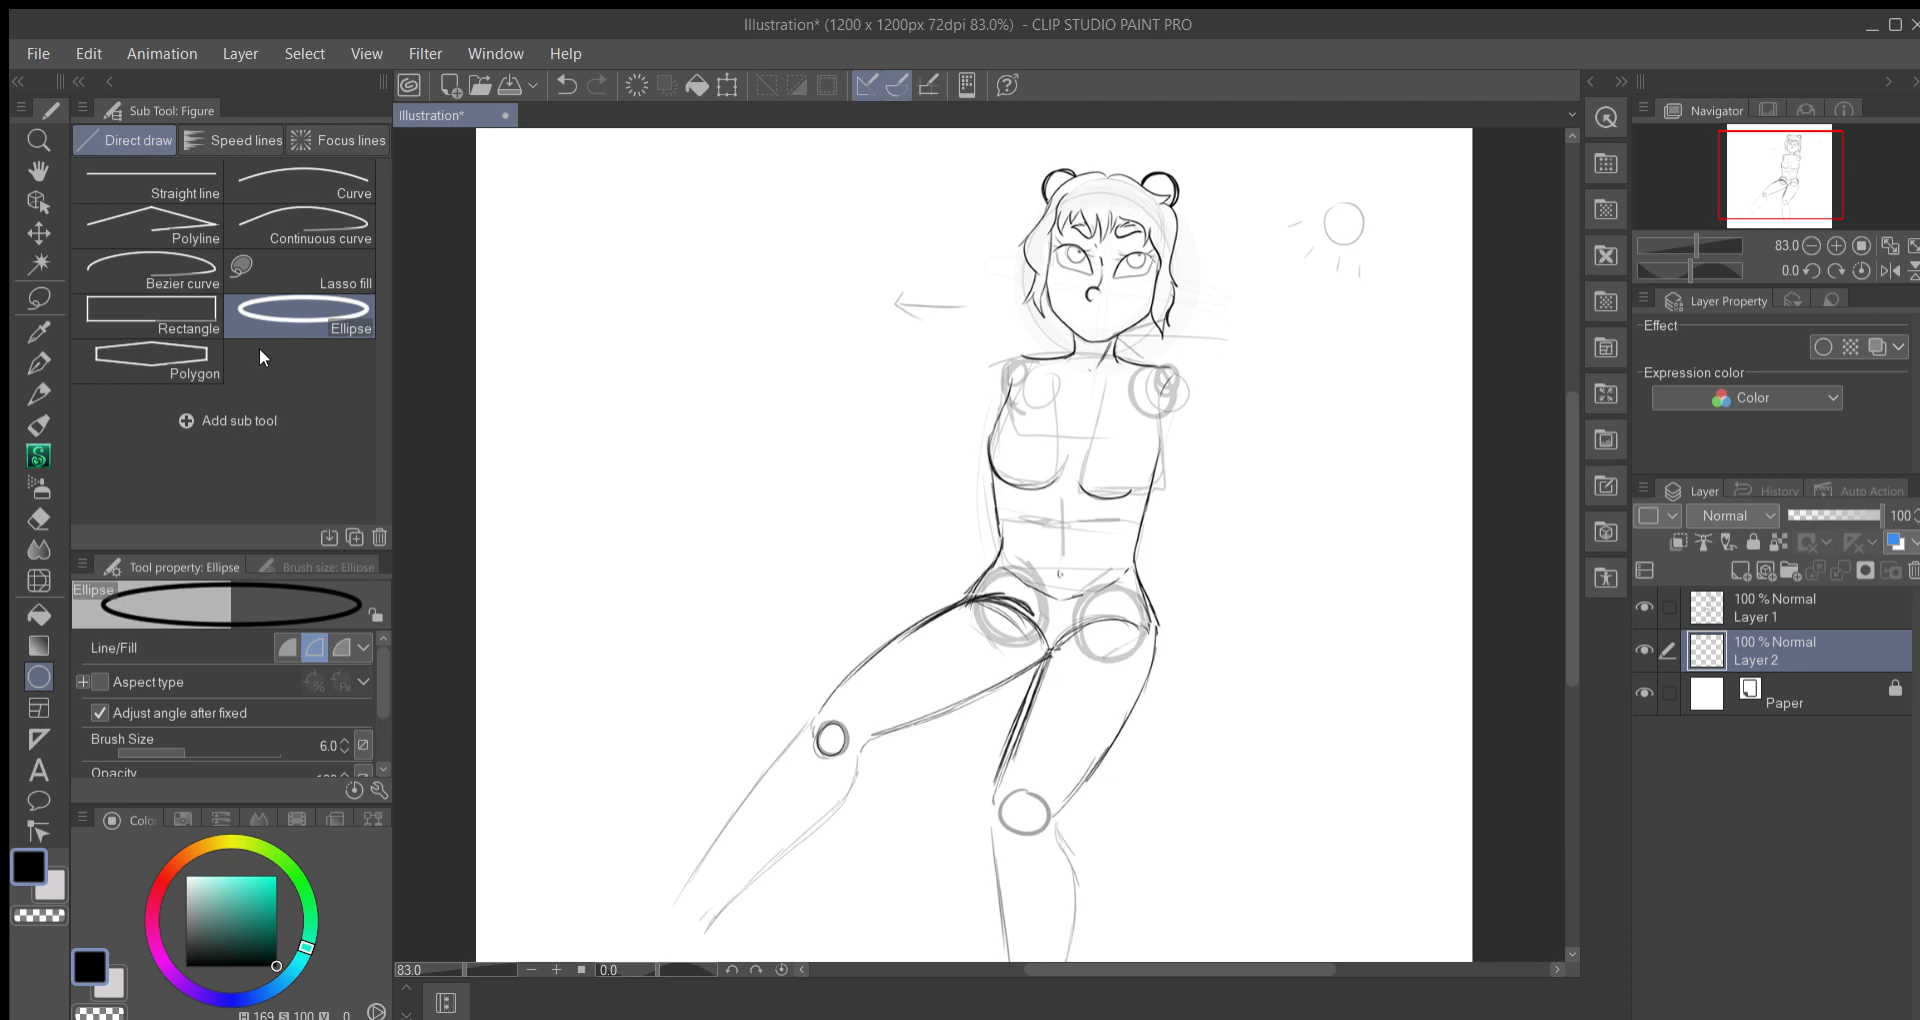 Illustration* (1200 x 1200px 72dpi 83.0%) - CLIP STUDIO PAINT PRO
File Edit Animation Layer Select View Filter Window Help
Sub Tool: Figure
Direct draw Speed lines Focus lines
Straight line Curve
Polyline Continuous curve
Bezier curve Lasso fill
Rectangle Ellipse
Polygon
Add sub tool
Tool property: Ellipse Brush size: Ellipse
Ellipse
Line/Fill
Aspect type
Adjust angle after fixed
Brush Size 6.0
Opacity
Color
H 169 S 100 V 0
Illustration*
83.0 0.0
Navigator
83.0
0.0
Layer Property
Effect
Expression color
Color
Layer History Auto Action
Normal 100
100 % Normal
Layer 1
100 % Normal
Layer 2
Paper